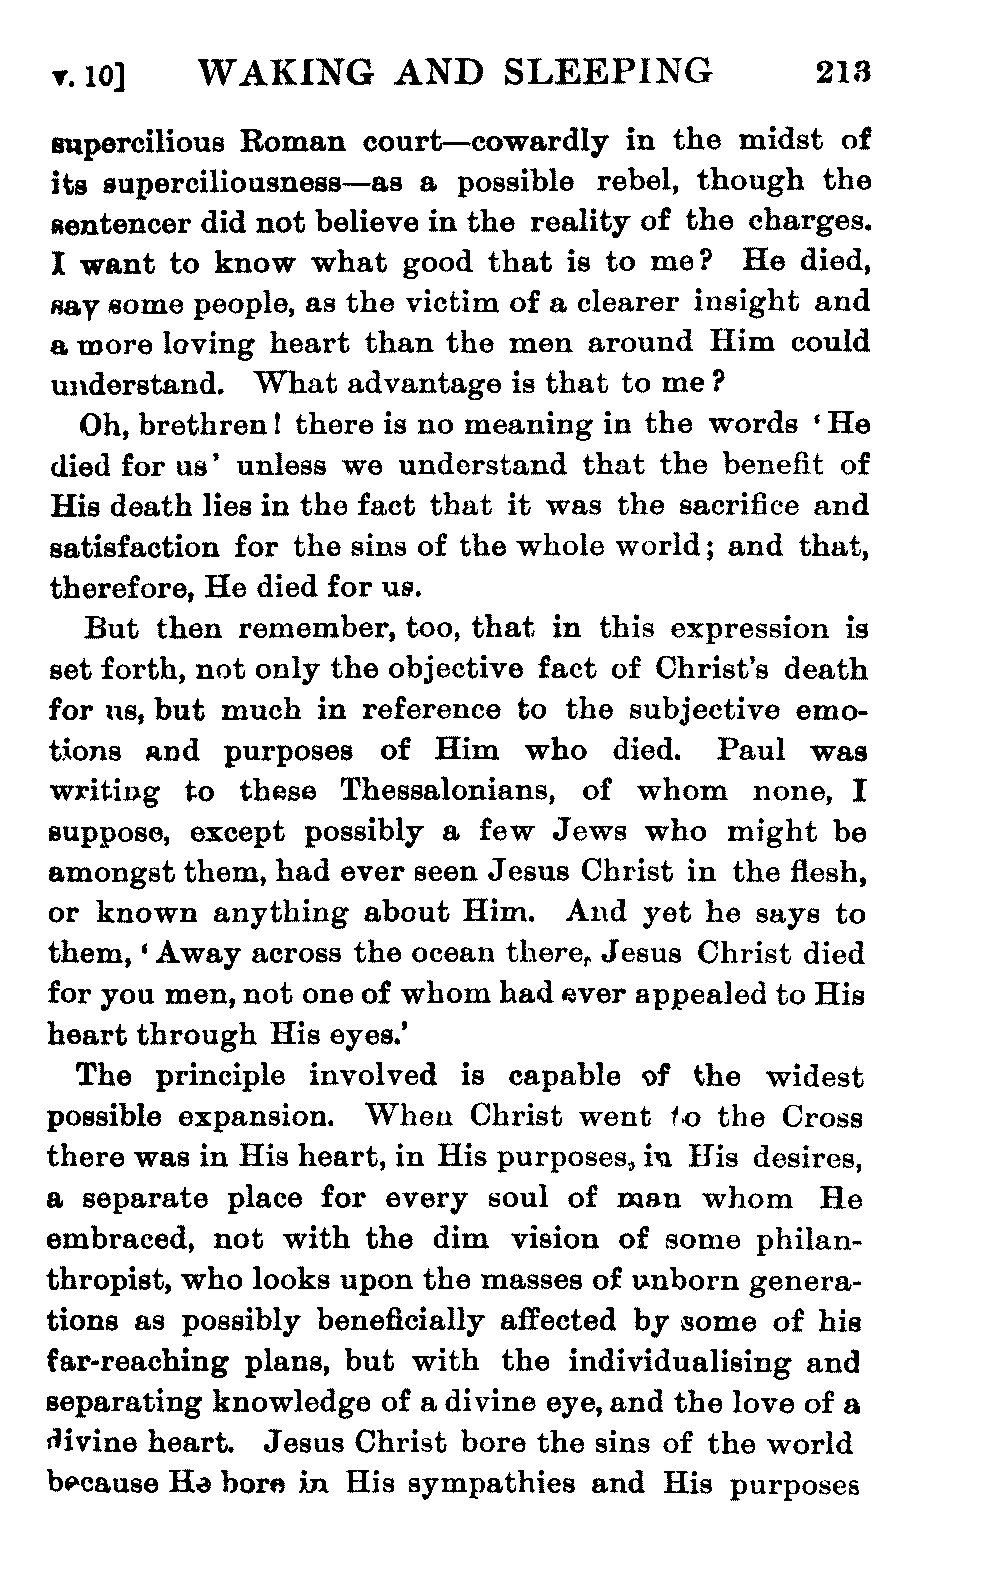 v. 10] WAKING AND SLEEPING 213
supercilious Roman court—cowardly in the midst of
its superciliousness—as a possible rebel, though the
sentencer did not believe in the reality of the charges.
I want to know what good that is to me? He died,
say some people, as the victim of a clearer insight and
a more loving heart than the men around Him could
understand. What advantage is that to me?
Oh, brethren! there is no meaning in the words ‘He
died for us’ unless we understand that the benefit of
His death lies in the fact that it was the sacrifice and
satisfaction for the sins of the whole world; and that,
therefore, He died for us.
But then remember, too, that in this expression is
set forth, not only the objective fact of Christ's death
for us, but much in reference to the subjective emo-
tions and purposes of Him who died. Paul was
writing to these Thessalonians, of whom none, I
suppose, except possibly a few Jews who might be
amongst them, had ever seen Jesus Christ in the flesh,
or known anything about Him. And yet he says to
them, ‘Away across the ocean there, Jesus Christ died
for you men, not one of whom had ever appealed to His
heart through His eyes.’
The principle involved is capable of the widest
possible expansion. When Christ went to the Cross
there was in His heart, in His purposes, in His desires,
a separate place for every soul of man whom He
embraced, not with the dim vision of some philan-
thropist, who looks upon the masses of unborn genera-
tions as possibly beneficially affected by some of his
far-reaching plans, but with the individualising and
separating knowledge of a divine eye, and the love of a
divine heart. Jesus Christ bore the sins of the world
because He bore in His sympathies and His purposes